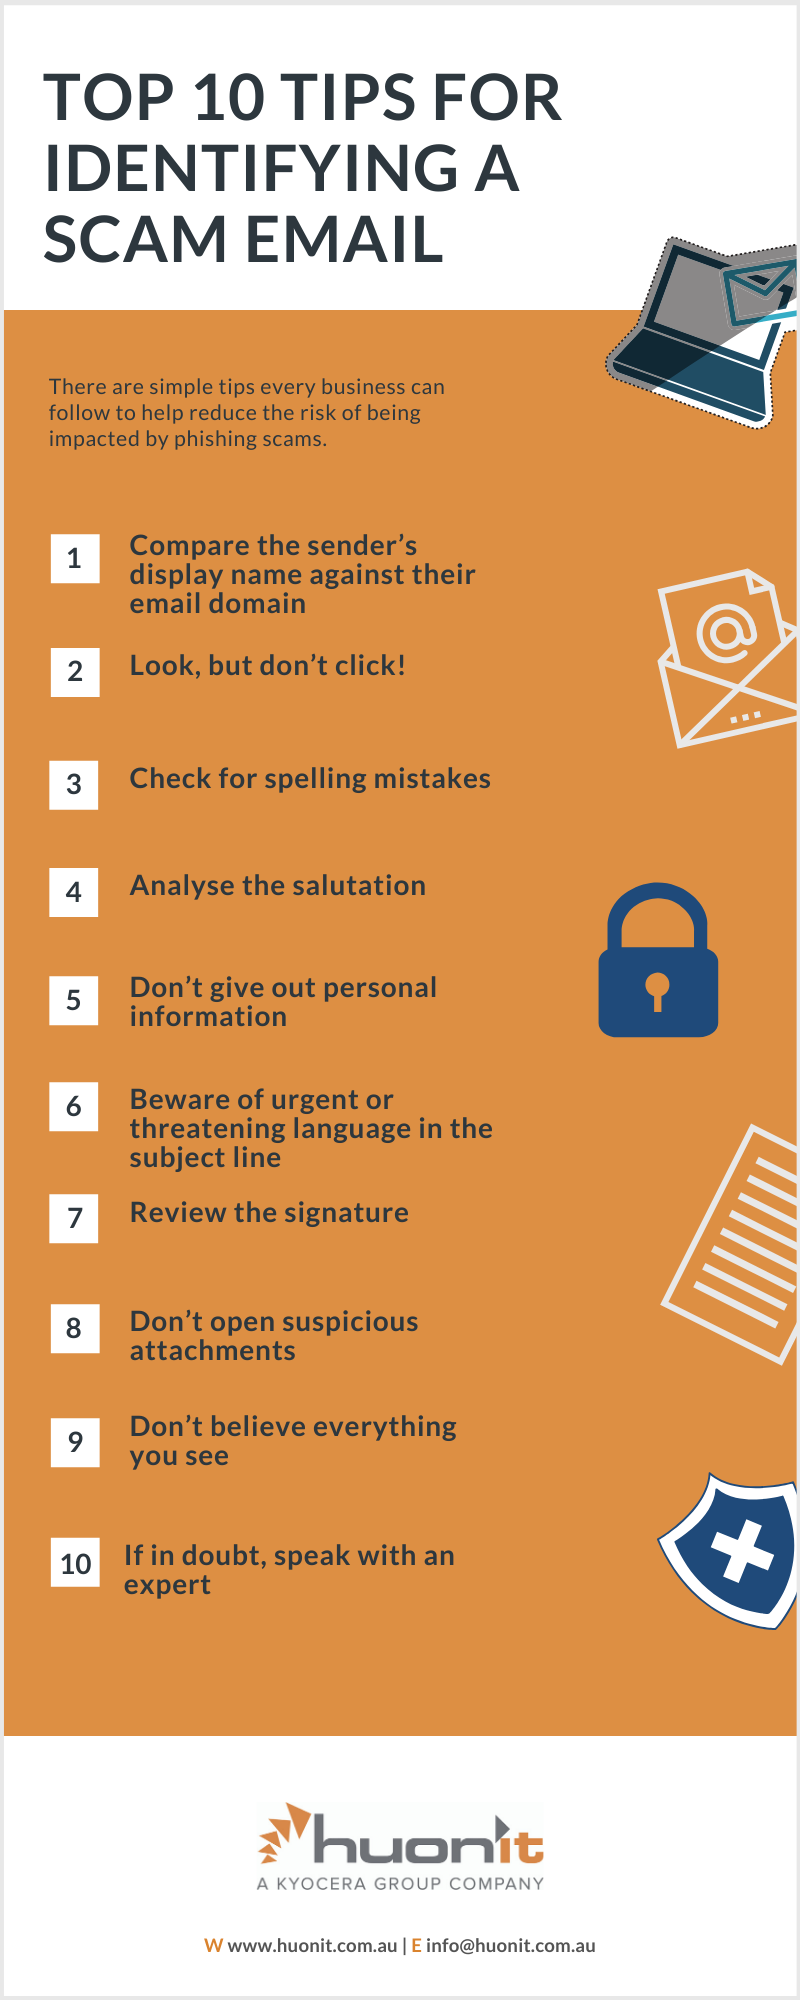 TOP 10 TIPS FOR
IDENTIFYING A
SCAM EMAIL
There are simple tips every business can
follow to help reduce the risk of being
impacted by phishing scams.
1
Compare the sender’s
display name against their
email domain
2
Look, but don’t click!
3
Check for spelling mistakes
4
Analyse the salutation
5
Don’t give out personal
information
6
Beware of urgent or
threatening language in the
subject line
7
Review the signature
8
Don’t open suspicious
attachments
9
Don’t believe everything
you see
10
If in doubt, speak with an
expert
huonit
A KYOCERA GROUP COMPANY
W www.huonit.com.au | E info@huonit.com.au